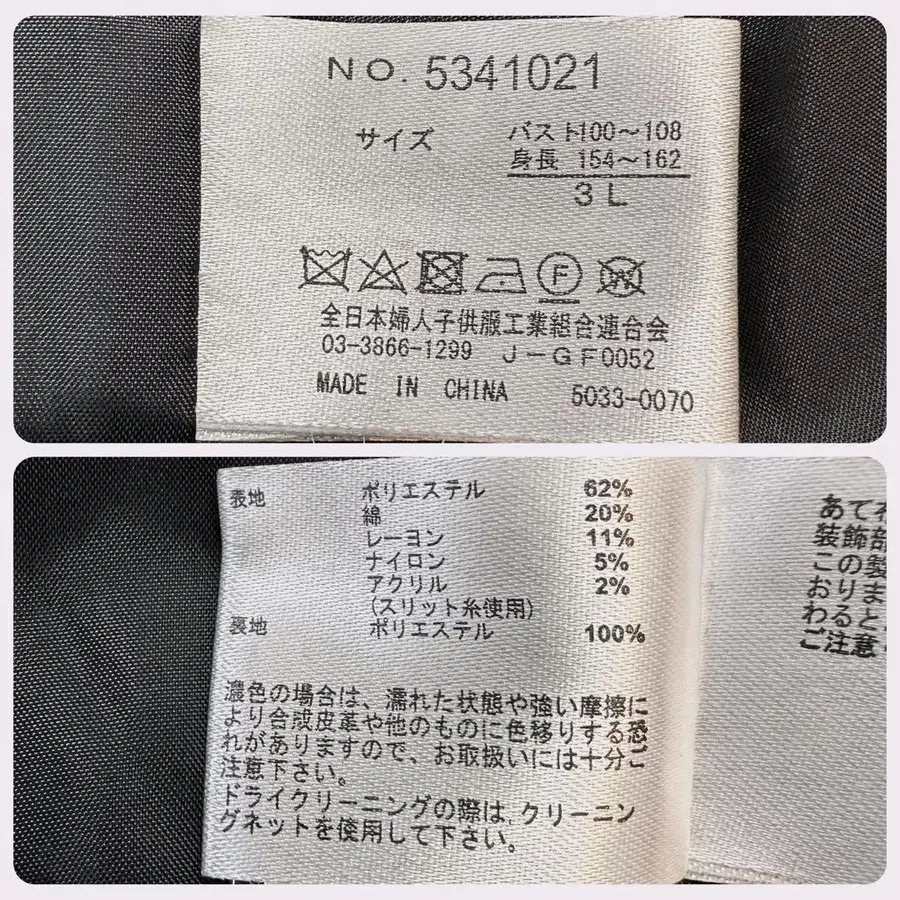 NO. 5341021
サイズ バスト100～108
身長 154～162
3L
F
W
全日本婦人子供服工業組合連合会
03-3866-1299 J-GF0052
MADE IN CHINA 5033-0070
表地 ポリエステル 62%
綿 20%
レーヨン 11%
ナイロン 5%
アクリル 2%
(スリット糸使用)
裏地 ポリエステル 100%
濃色の場合は、濡れた状態や強い摩擦に
より合成皮革や他のものに色移りする恐
れがありますので、お取扱いには十分ご
注意下さい。
ドライクリーニングの際は、クリーニン
グネットを使用して下さい。
あて布
装飾部
この製
おりま
わると
ご注意